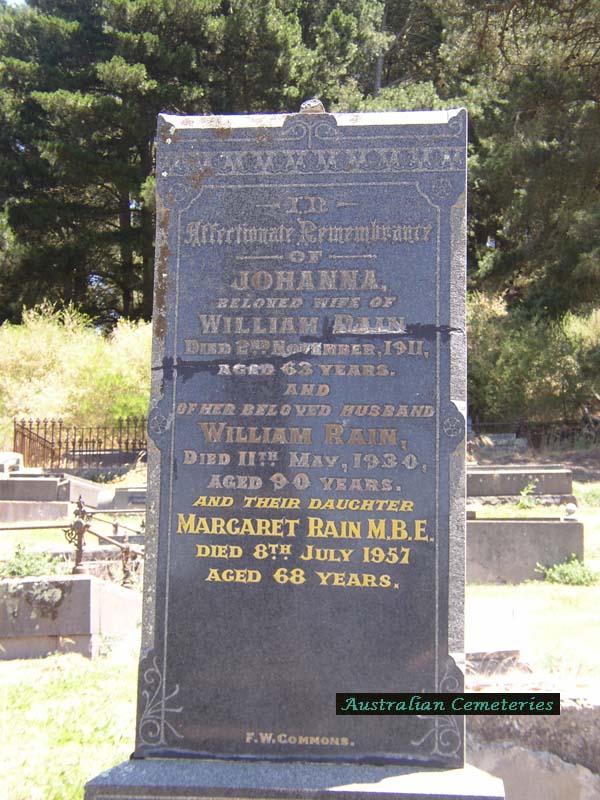 In
Affectionate Remembrance
OF
JOHANNA,
BELOVED WIFE OF
WILLIAM RAIN
DIED 2ND NOVEMBER, 1911,
AGED 63 YEARS.
AND
OF HER BELOVED HUSBAND
WILLIAM RAIN,
DIED 11TH MAY, 1930,
AGED 90 YEARS.
AND THEIR DAUGHTER
MARGARET RAIN M.B.E.
DIED 8TH JULY 1957
AGED 68 YEARS.
Australian Cemeteries
F.W. COMMONS.